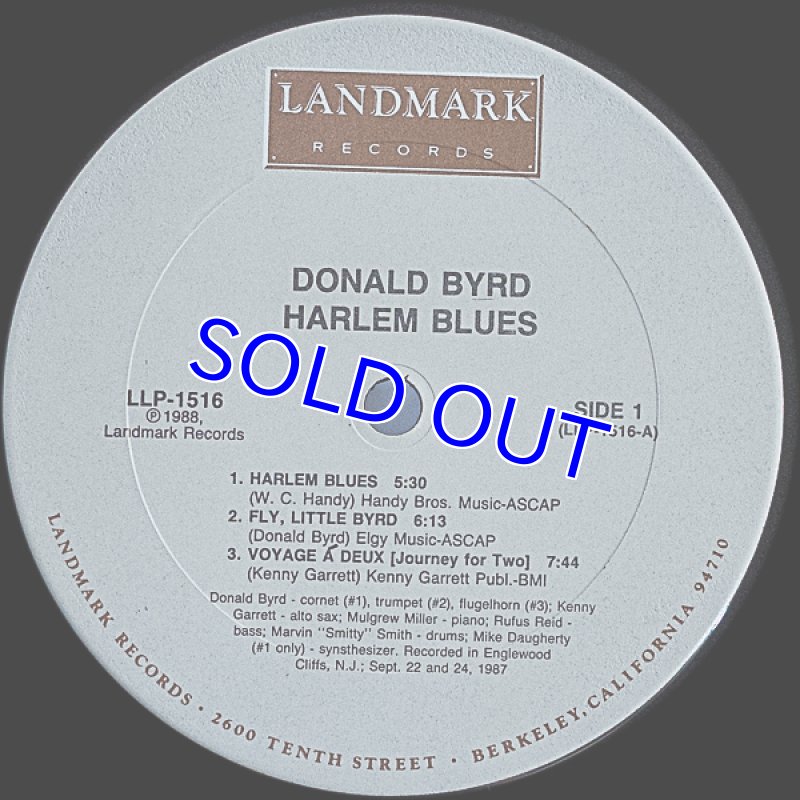 LANDMARK
RECORDS
DONALD BYRD
HARLEM BLUES
SOLD OUT
LLP-1516
Ⓟ1988,
Landmark Records
SIDE 1
1. HARLEM BLUES 5:30
(W. C. Handy) Handy Bros. Music-ASCAP
2. FLY, LITTLE BYRD 6:13
(Donald Byrd) Elgy Music-ASCAP
3. VOYAGE Á DEUX [Journey for Two] 7:44
(Kenny Garrett) Kenny Garrett Publ.-BMI
Donald Byrd - cornet (#1), trumpet (#2), flugelhorn (#3); Kenny
Garrett - alto sax; Mulgrew Miller - piano; Rufus Reid -
bass; Marvin "Smitty" Smith - drums; Mike Daugherty
(#1 only) - synsthesizer. Recorded in Englewood
Cliffs, N.J.; Sept. 22 and 24, 1987
LANDMARK RECORDS • 2600 TENTH STREET • BERKELEY, CALIFORNIA 94710